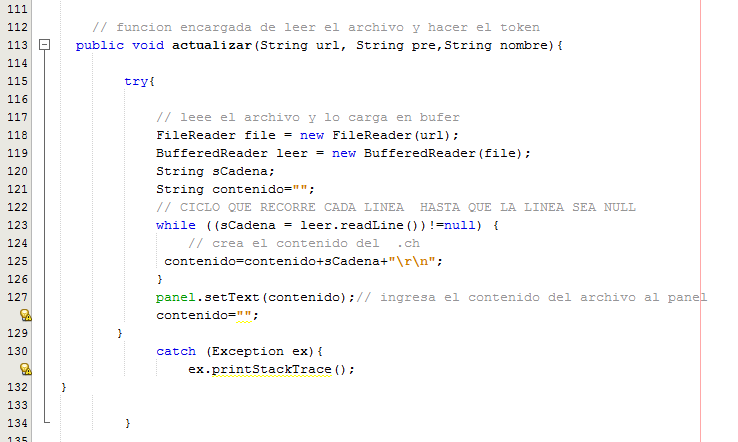 111
112 // funcion encargada de leer el archivo y hacer el token
113 public void actualizar(String url, String pre,String nombre){
114
115 try{
116
117 // leee el archivo y lo carga en bufer
118 FileReader file = new FileReader(url);
119 BufferedReader leer = new BufferedReader(file);
120 String sCadena;
121 String contenido="";
122 // CICLO QUE RECORRE CADA LINEA  HASTA QUE LA LINEA SEA NULL
123 while ((sCadena = leer.readLine())!=null) {
124 // crea el contenido del  .ch
125 contenido=contenido+sCadena+"\r\n";
126 }
127 panel.setText(contenido);// ingresa el contenido del archivo al panel
contenido="";
129 }
130 catch (Exception ex){
ex.printStackTrace();
132 }
133
134 }
135